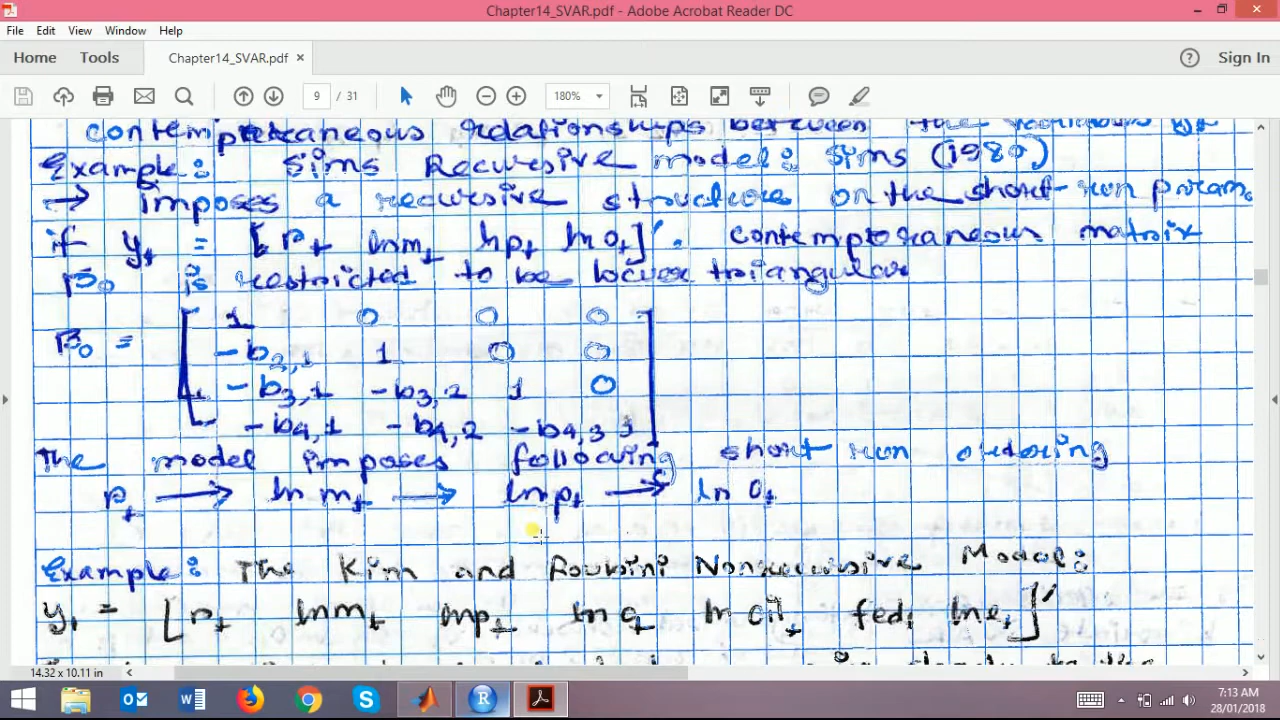 Chapter14_SVAR.pdf - Adobe Acrobat Reader DC
File Edit View Window Help
Home Tools Chapter14_SVAR.pdf × Sign In
9 / 31 180%
contemporaneous relationships between the
Example: Sims Recursive model: Sims (1980)
→ imposes a recursive structure on the short-run param.
if yt = [rt lnmt lnpt lnot]'. contemporaneous matrix
B0 is restricted to be lower triangular
B0 = [ 1 0 0 0
-b2,1 1 0 0
-b3,1 -b3,2 1 0
-b4,1 -b4,2 -b4,3 1 ]
The model imposes following short run ordering
rt → ln mt → lnpt → ln ot
Example: The Kim and Roubini Nonrecursive Model:
yt = [rt lnmt lnpt lnot ln oilt fedt lnet]'
14.32 x 10.11 in
7:13 AM
28/01/2018